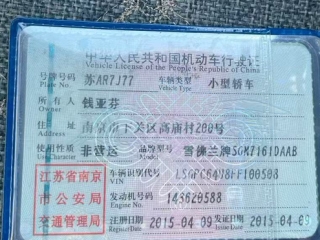 中华人民共和国机动车行驶证
Vehicle License of the People's Republic of China
号牌号码 苏AR7J77 车辆类型 小型轿车
Plate No. Vehicle Type
所有人 钱亚芬
Owner
住址 南京市下关区高庙村200号
Address
使用性质 非营运 品牌型号 雪佛兰牌SGM7161DAAB
Use Character Model
江苏省南京市公安局交通管理局
车辆识别代号
VIN
发动机号码 143620588
Engine No.
注册日期 2015-04-09 发证日期 2015-04-09
Register Date Issue Date